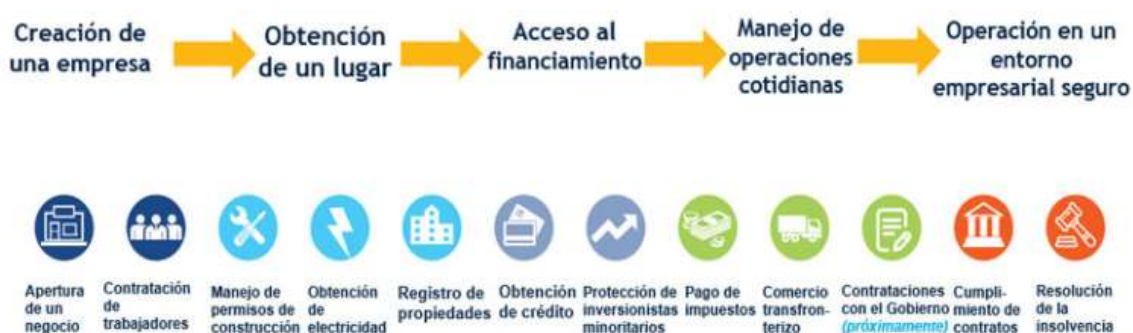 Creación de
una empresa
Obtención
de un lugar
Acceso al
financiamiento
Manejo de
operaciones
cotidianas
Operación en un
entorno
empresarial seguro
Apertura
de un
negocio
Contratación
de
trabajadores
Manejo de
permisos de
construcción
Obtención
de
electricidad
Registro de
propiedades
Obtención
de crédito
Protección de
inversionistas
minoritarios
Pago de
impuestos
Comercio
transfron-
terizo
Contrataciones
con el Gobierno
(próximamente)
Cumpli-
miento de
contratos
Resolución
de la
insolvencia